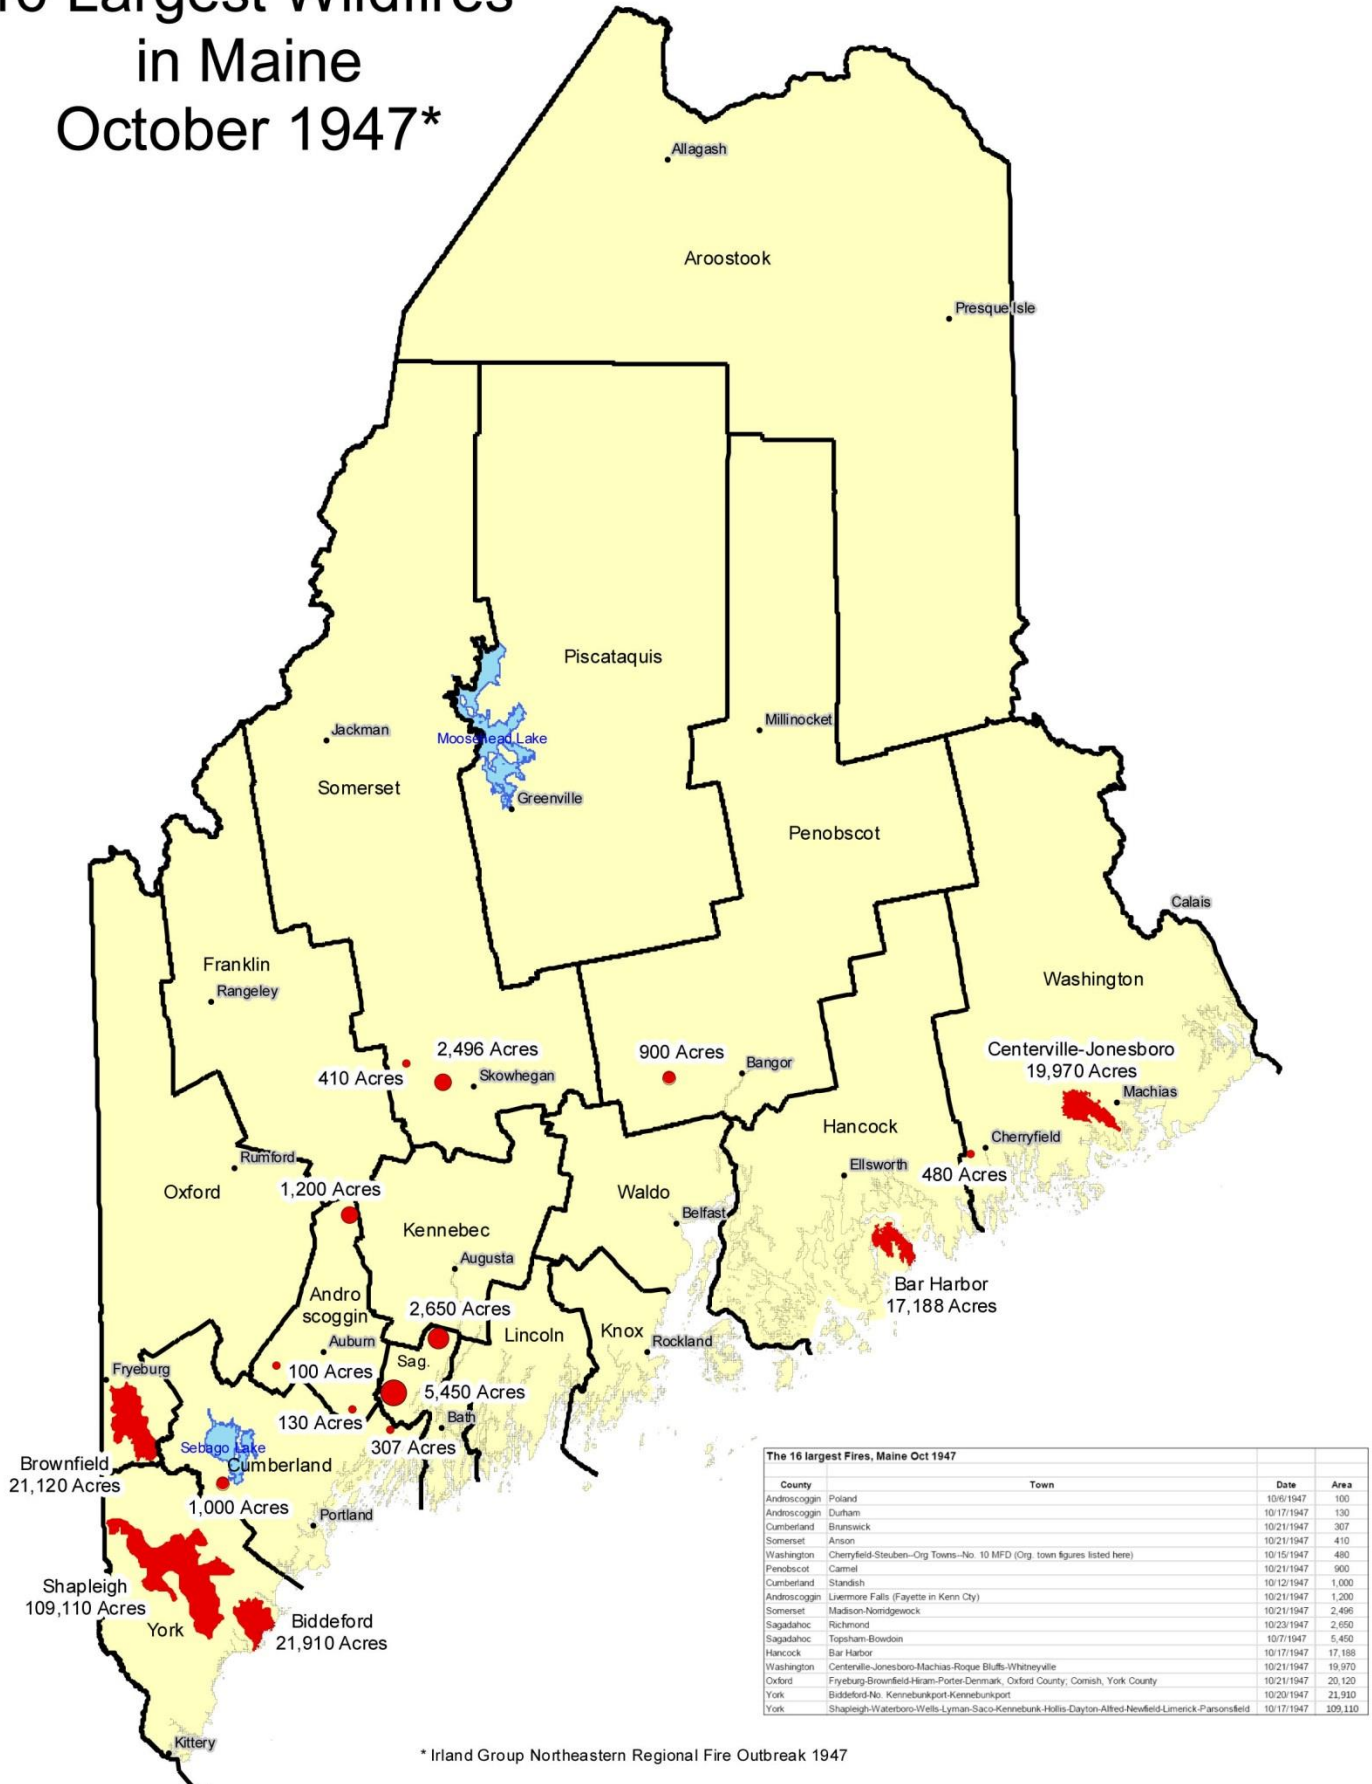 16 Largest Wildfires
in Maine
October 1947*
Allagash
Aroostook
Presque Isle
Piscataquis
Millinocket
Jackman
Moosehead Lake
Somerset
Greenville
Penobscot
Calais
Franklin
Rangeley
Washington
2,496 Acres
900 Acres
Centerville-Jonesboro
19,970 Acres
410 Acres
Skowhegan
Bangor
Machias
Hancock
Cherryfield
Rumford
Ellsworth
480 Acres
Oxford
1,200 Acres
Waldo
Belfast
Kennebec
Augusta
Bar Harbor
17,188 Acres
Andro
scoggin
2,650 Acres
Lincoln
Knox
Rockland
Auburn
Sag.
Fryeburg
100 Acres
5,450 Acres
130 Acres
Bath
307 Acres
Sebago Lake
Cumberland
Brownfield
21,120 Acres
1,000 Acres
Portland
Shapleigh
109,110 Acres
York
Biddeford
21,910 Acres
Kittery
The 16 largest Fires, Maine Oct 1947
County Town Date Area
Androscoggin Poland 10/6/1947 100
Androscoggin Durham 10/17/1947 130
Cumberland Brunswick 10/21/1947 307
Somerset Anson 10/21/1947 410
Washington Cherryfield-Steuben--Org Towns--No. 10 MFD (Org. town figures listed here) 10/15/1947 480
Penobscot Carmel 10/21/1947 900
Cumberland Standish 10/12/1947 1,000
Androscoggin Livermore Falls (Fayette in Kenn Cty) 10/21/1947 1,200
Somerset Madison-Norridgewock 10/21/1947 2,496
Sagadahoc Richmond 10/23/1947 2,650
Sagadahoc Topsham-Bowdoin 10/7/1947 5,450
Hancock Bar Harbor 10/17/1947 17,188
Washington Centerville-Jonesboro-Machias-Roque Bluffs-Whitneyville 10/21/1947 19,970
Oxford Fryeburg-Brownfield-Hiram-Porter-Denmark, Oxford County; Cornish, York County 10/21/1947 20,120
York Biddeford-No. Kennebunkport-Kennebunkport 10/20/1947 21,910
York Shapleigh-Waterboro-Wells-Lyman-Saco-Kennebunk-Hollis-Dayton-Alfred-Newfield-Limerick-Parsonsfield 10/17/1947 109,110
* Irland Group Northeastern Regional Fire Outbreak 1947